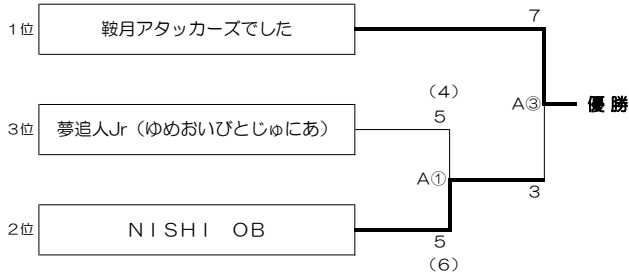 7
1位 鞍月アタッカーズでした
A③ 優勝
（4）
5
3位 夢追人Jr（ゆめおいびとじゅにあ）
A①
3
2位 ＮＩＳＨＩ　ＯＢ
5
（6）